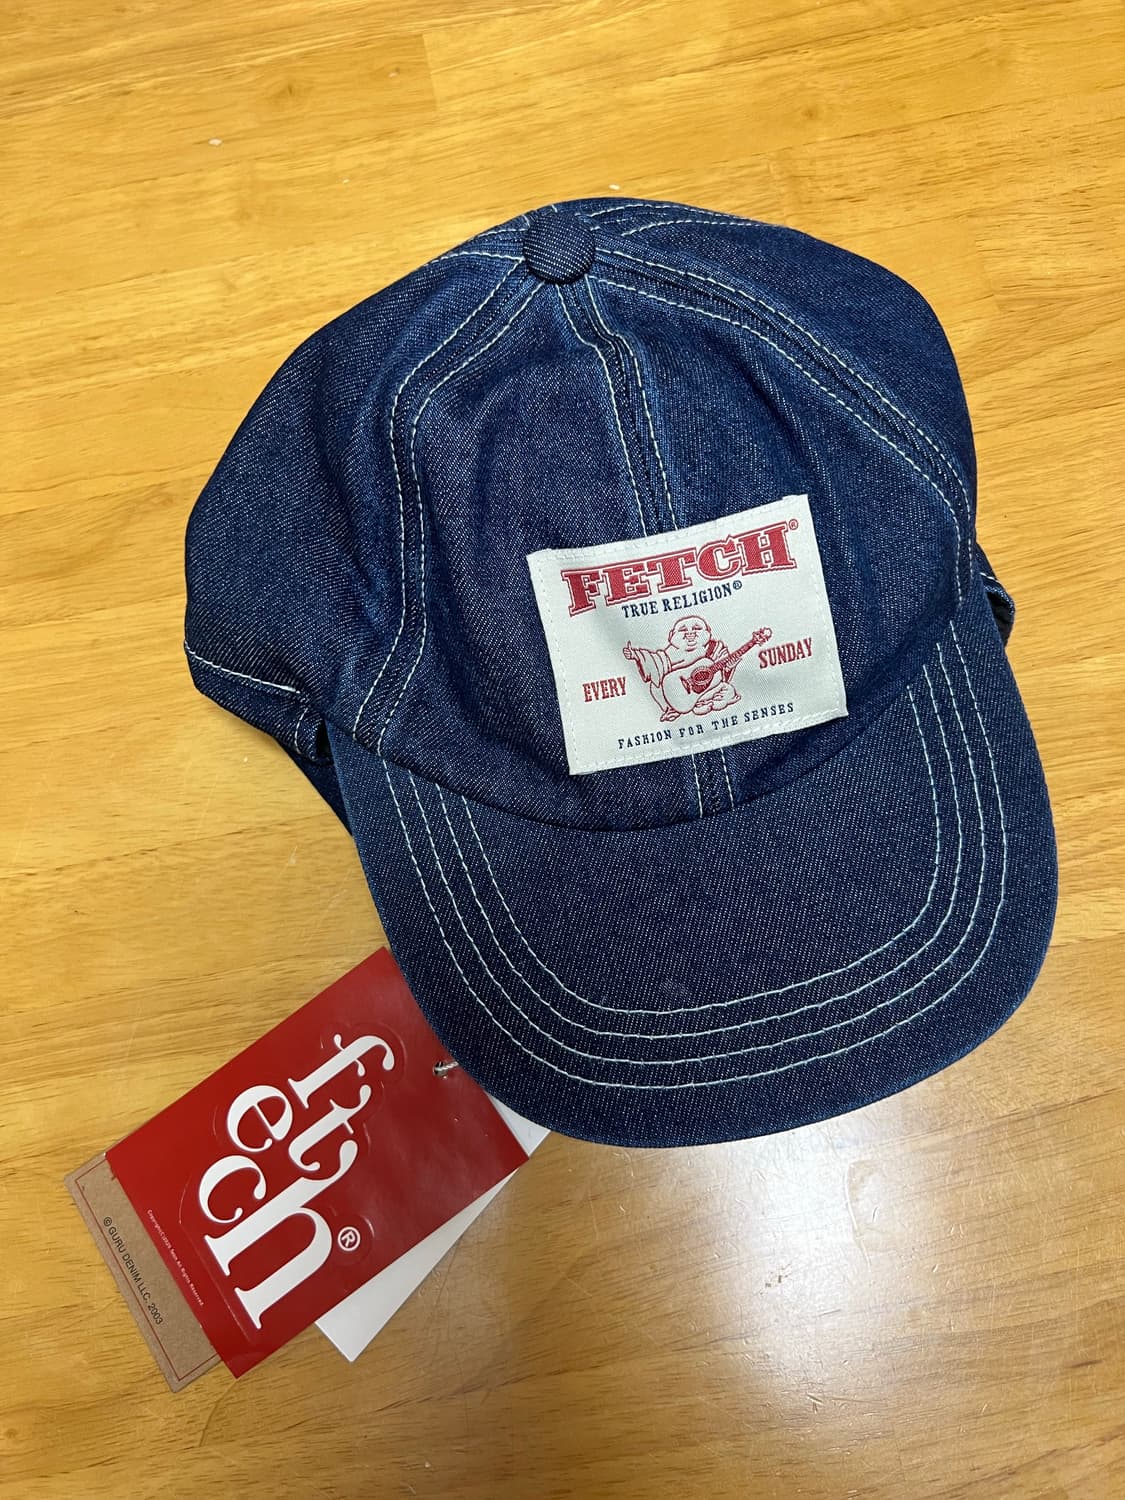 FETCH®
TRUE RELIGION®
EVERY SUNDAY
FASHION FOR THE SENSES
fetch®
© GURU DENIM LLC. 2003